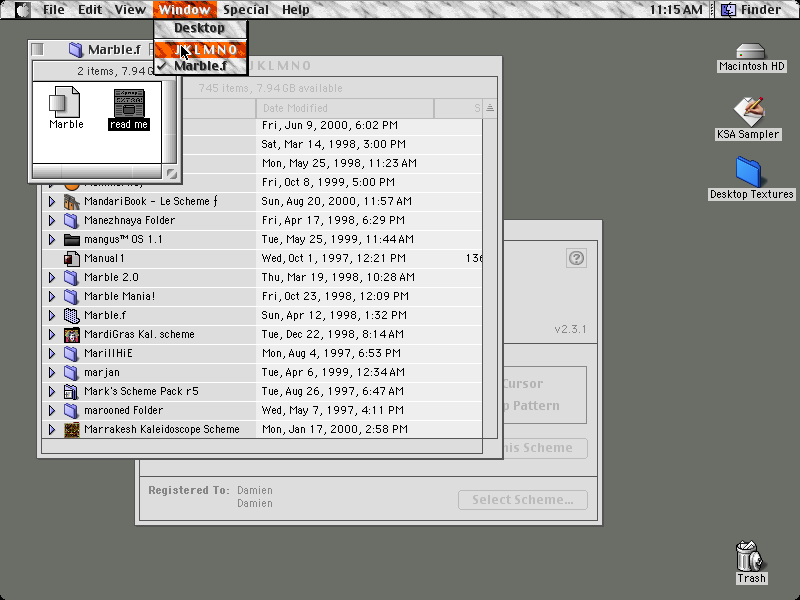 File Edit View Window Special Help 11:15 AM Finder
Desktop
JKLMNO
Marble.f
Marble.f
2 items, 7.94 G
Marble
read me
JKLMNO
745 items, 7.94 GB available
Date Modified S
Fri, Jun 9, 2000, 6:02 PM
Sat, Mar 14, 1998, 3:00 PM
Mon, May 25, 1998, 11:23 AM
Fri, Oct 8, 1999, 5:00 PM
MandariBook - Le Scheme ƒ Sun, Aug 20, 2000, 11:57 AM
Manezhnaya Folder Fri, Apr 17, 1998, 6:29 PM
mangus™ OS 1.1 Tue, May 25, 1999, 11:44 AM
Manual1 Wed, Oct 1, 1997, 12:21 PM 136
Marble 2.0 Thu, Mar 19, 1998, 10:28 AM
Marble Mania! Fri, Oct 23, 1998, 12:09 PM
Marble.f Sun, Apr 12, 1998, 1:32 PM
MardiGras Kal. scheme Tue, Dec 22, 1998, 8:14 AM
MarillHiE Mon, Aug 4, 1997, 6:53 PM
marjan Tue, Apr 6, 1999, 12:34 AM
Mark's Scheme Pack r5 Tue, Aug 26, 1997, 6:47 AM
marooned Folder Wed, May 7, 1997, 4:11 PM
Marrakesh Kaleidoscope Scheme Mon, Jan 17, 2000, 2:58 PM
v2.3.1
Cursor
p Pattern
his Scheme
Registered To: Damien
Damien
Select Scheme...
Macintosh HD
KSA Sampler
Desktop Textures
Trash